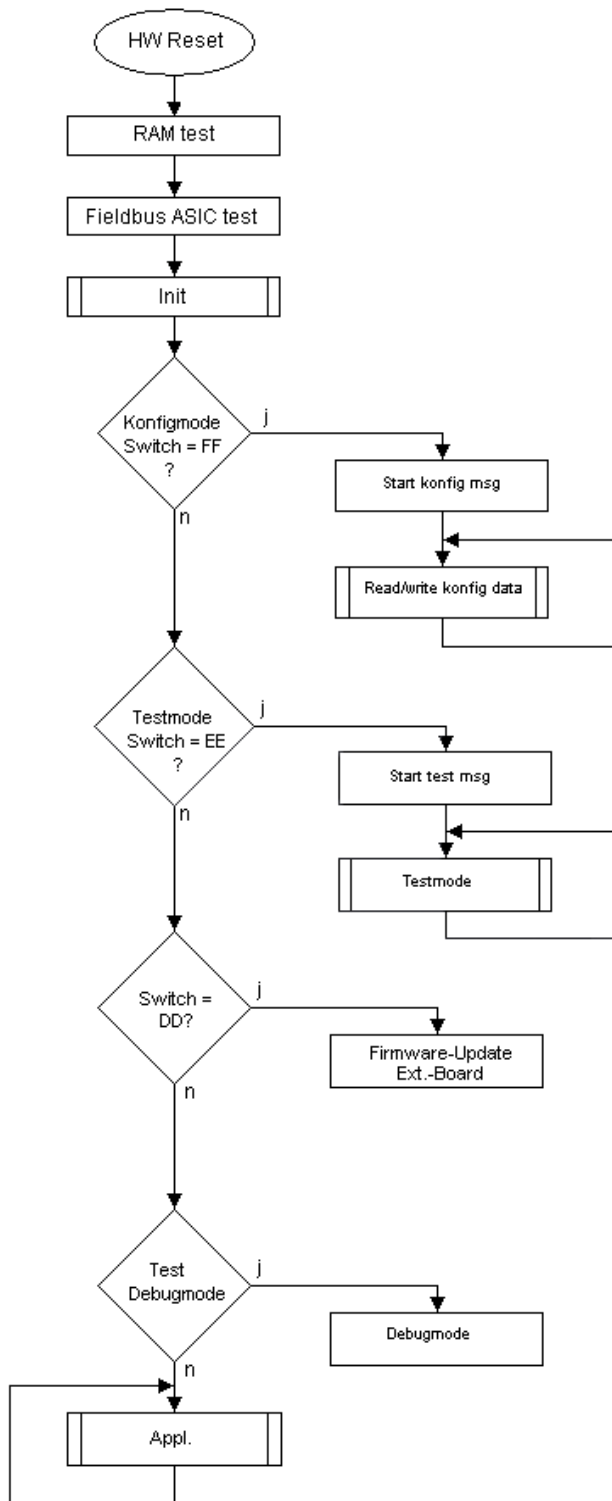 HW Reset
RAM test
Fieldbus ASIC test
Init
Konfigmode
Switch = FF
?
j
n
Start konfig msg
Read/write konfig data
Testmode
Switch = EE
?
j
n
Start test msg
Testmode
Switch =
DD?
j
n
Firmware-Update
Ext.-Board
Test
Debugmode
j
n
Debugmode
Appl.